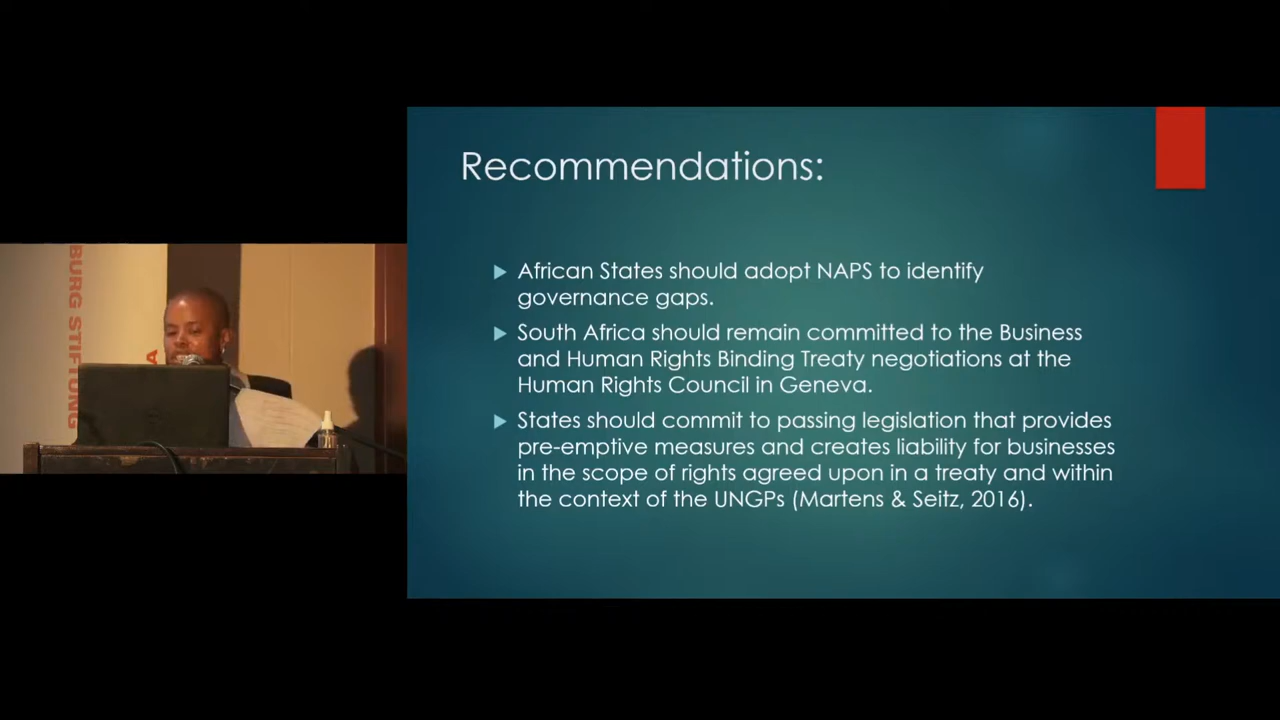 Recommendations:
African States should adopt NAPS to identify
governance gaps.
South Africa should remain committed to the Business
and Human Rights Binding Treaty negotiations at the
Human Rights Council in Geneva.
States should commit to passing legislation that provides
pre-emptive measures and creates liability for businesses
in the scope of rights agreed upon in a treaty and within
the context of the UNGPs (Martens & Seitz, 2016).
BURG STIFTUNG
A